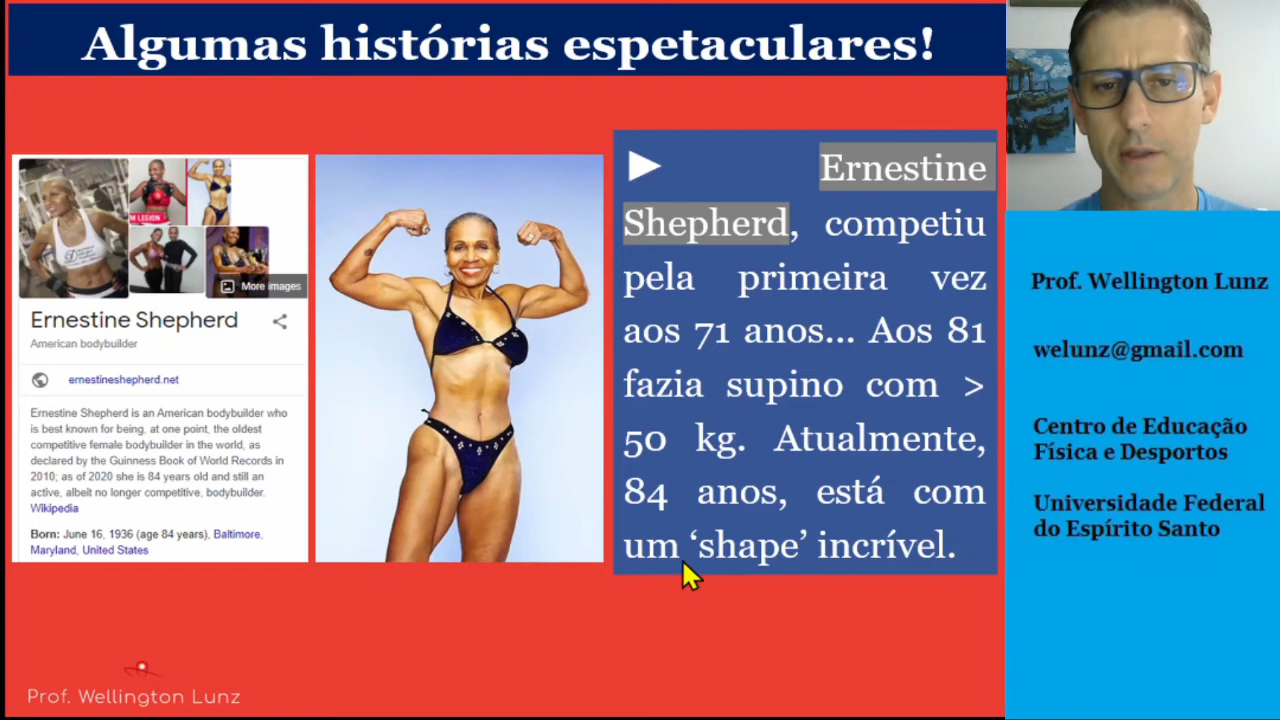 Algumas histórias espetaculares!
More images
Ernestine Shepherd
American bodybuilder
ernestineshepherd.net
Ernestine Shepherd is an American bodybuilder who
is best known for being, at one point, the oldest
competitive female bodybuilder in the world, as
declared by the Guinness Book of World Records in
2010; as of 2020 she is 84 years old and still an
active, albeit no longer competitive, bodybuilder.
Wikipedia
Born: June 16, 1936 (age 84 years), Baltimore,
Maryland, United States
► Ernestine
Shepherd, competiu
pela primeira vez
aos 71 anos... Aos 81
fazia supino com >
50 kg. Atualmente,
84 anos, está com
um ‘shape’ incrível.
Prof. Wellington Lunz
welunz@gmail.com
Centro de Educação
Física e Desportos
Universidade Federal
do Espírito Santo
Prof. Wellington Lunz